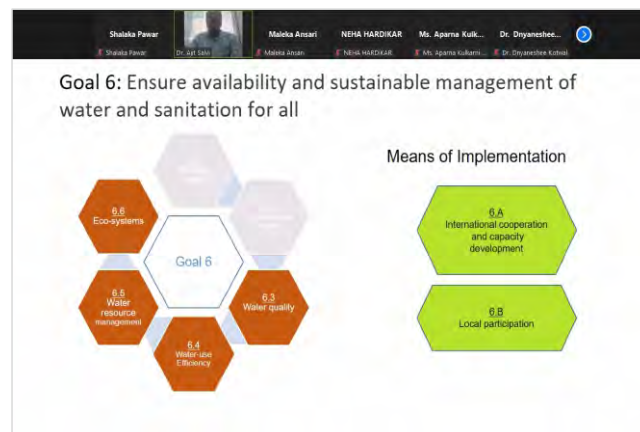 Shalaka Pawar
Maleka Ansari
NEHA HARDIKAR
Ms. Aparna Kulk...
Dr. Dnyaneshee...
Shalaka Pawar
Dr. Ajit Salvi
Maleka Ansari
NEHA HARDIKAR
Ms. Aparna Kulkarni...
Dr. Dnyaneshee Kotwal
Goal 6: Ensure availability and sustainable management of
water and sanitation for all
Means of Implementation
6.6
Eco-systems
Goal 6
6.5
Water
resource
management
6.3
Water quality
6.4
Water-use
Efficiency
6.A
International cooperation
and capacity
development
6.B
Local participation